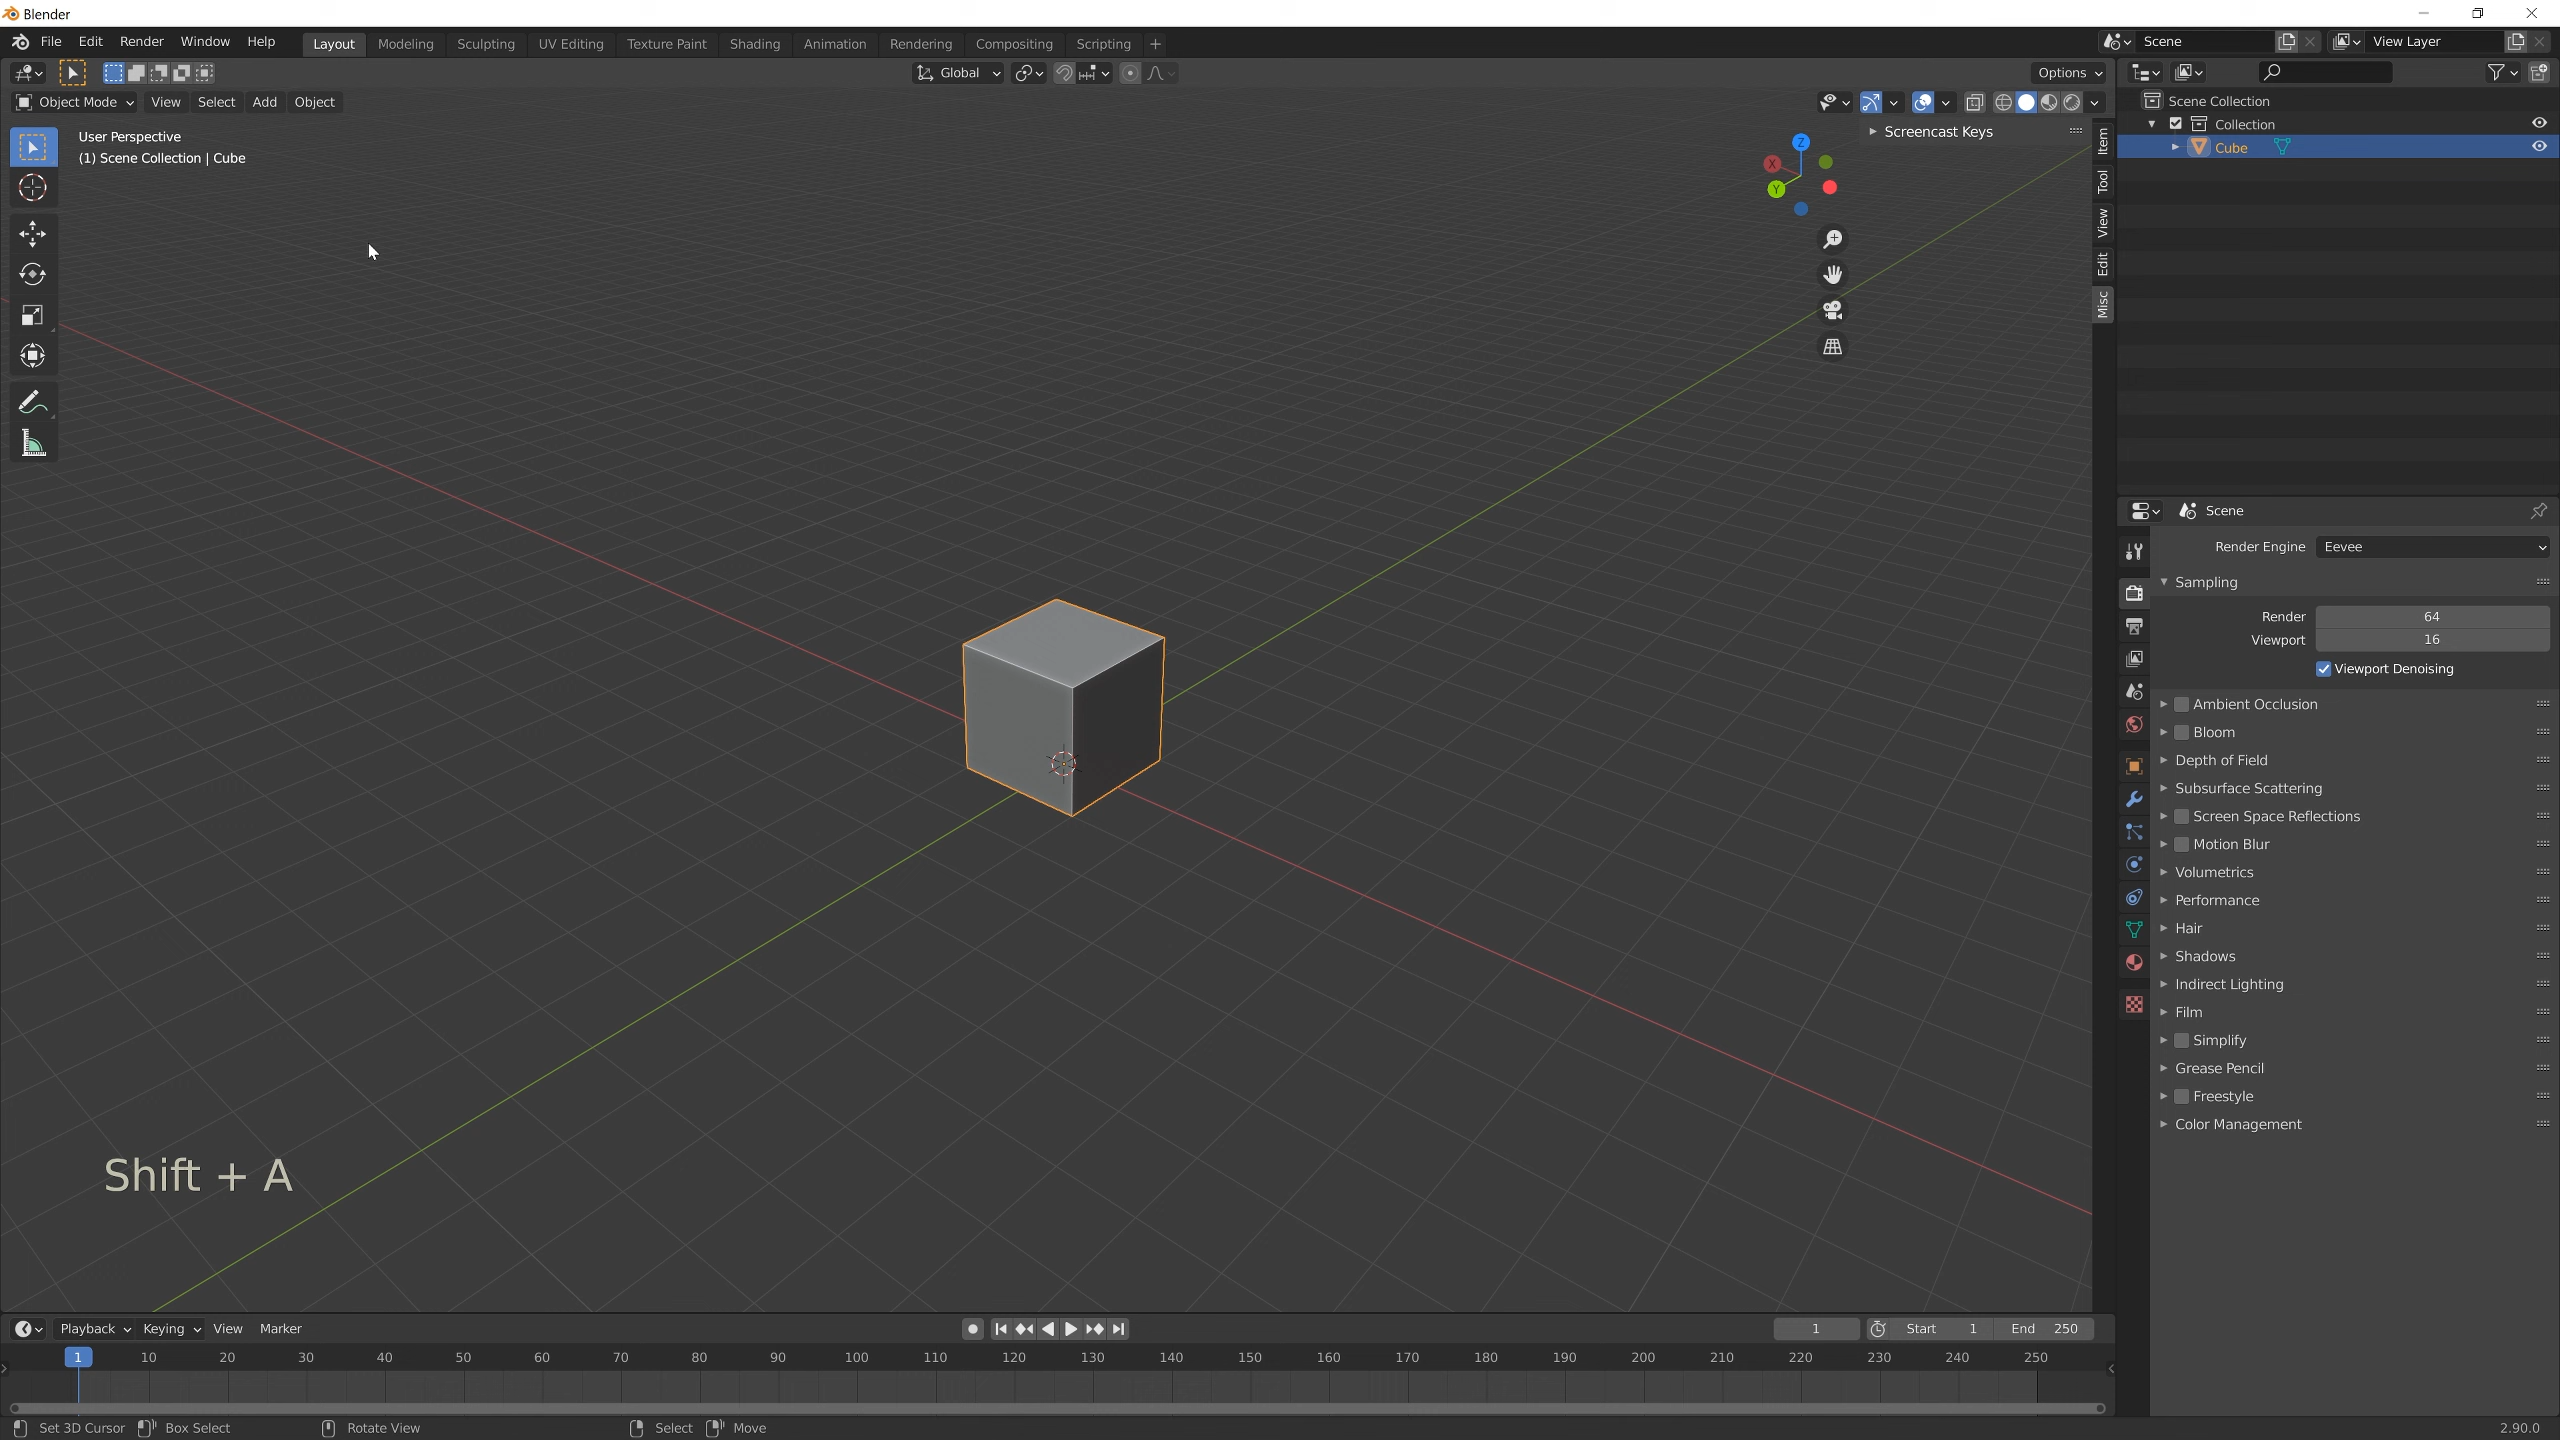 Blender
File Edit Render Window Help Layout Modeling Sculpting UV Editing Texture Paint Shading Animation Rendering Compositing Scripting +
Scene View Layer
Global Options
Object Mode View Select Add Object
User Perspective
(1) Scene Collection | Cube
Screencast Keys
Z
X
Y
Item
Tool
View
Edit
Misc
Scene Collection
Collection
Cube
Scene
Render Engine Eevee
Sampling
Render 64
Viewport 16
Viewport Denoising
Ambient Occlusion
Bloom
Depth of Field
Subsurface Scattering
Screen Space Reflections
Motion Blur
Volumetrics
Performance
Hair
Shadows
Indirect Lighting
Film
Simplify
Grease Pencil
Freestyle
Color Management
Shift + A
Playback Keying View Marker 1 Start 1 End 250
1 10 20 30 40 50 60 70 80 90 100 110 120 130 140 150 160 170 180 190 200 210 220 230 240 250
Set 3D Cursor Box Select Rotate View Select Move 2.90.0